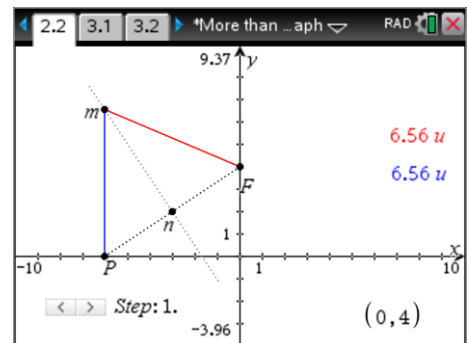 2.2 3.1 3.2 *More than ...aph RAD
9.37 y
m
6.56 u
6.56 u
F
n
1
x
-10 P 1 10
Step: 1.
(0,4)
-3.96